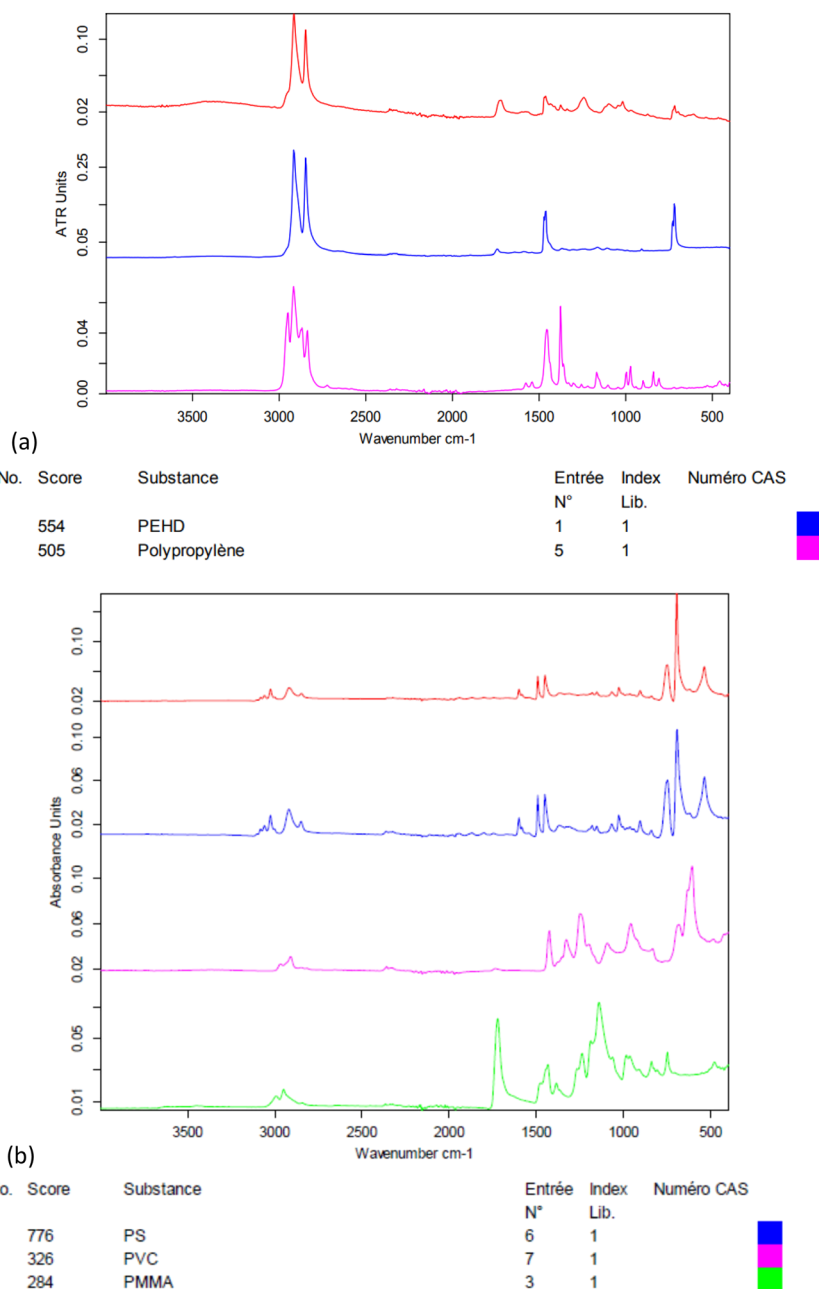 0.10
0.02
0.25
0.05
0.04
0.00
ATR Units
3500 3000 2500 2000 1500 1000 500
Wavenumber cm-1
(a)
No. Score Substance Entrée Index Numéro CAS
N° Lib.
554 PEHD 1 1
505 Polypropylène 5 1
0.10
0.02
0.10
0.06
0.02
0.10
0.06
0.02
0.05
0.01
Absorbance Units
3500 3000 2500 2000 1500 1000 500
Wavenumber cm-1
(b)
o. Score Substance Entrée Index Numéro CAS
N° Lib.
776 PS 6 1
326 PVC 7 1
284 PMMA 3 1